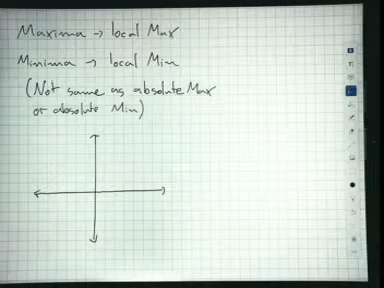 Maxima → local Max
Minima → local Min
(Not same as absolute Max
or absolute Min)